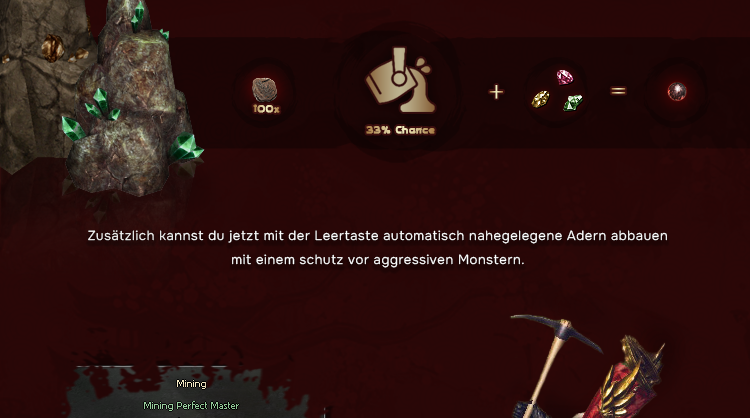 100x
33% Chance
Zusätzlich kannst du jetzt mit der Leertaste automatisch nahegelegene Adern abbauen
mit einem schutz vor aggressiven Monstern.
Mining
Mining Perfect Master